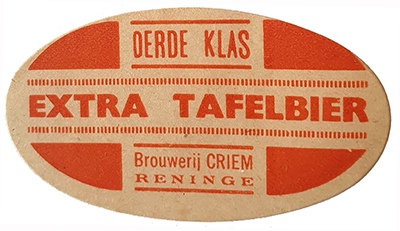 DERDE KLAS
EXTRA TAFELBIER
Brouwerij CRIEM
RENINGE